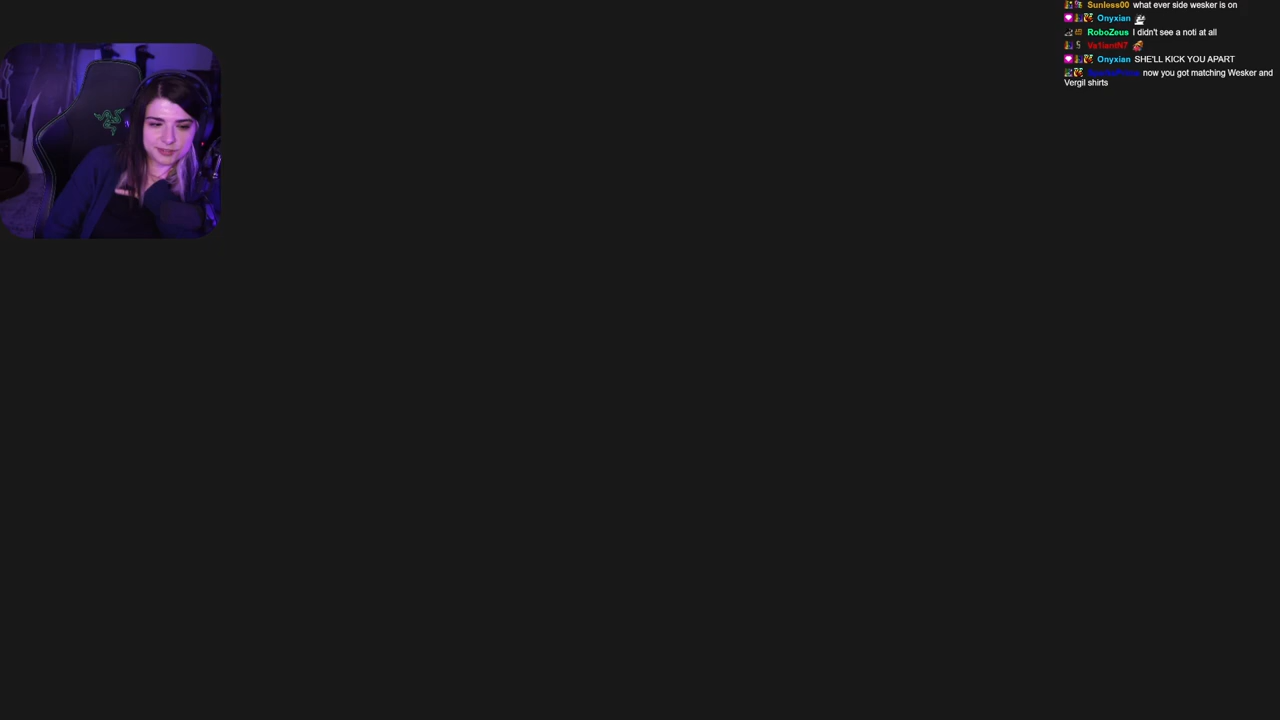 Sunless00 what ever side wesker is on
Onyxian
RoboZeus I didn't see a noti at all
Va1iantN7
Onyxian SHE'LL KICK YOU APART
now you got matching Wesker and
Vergil shirts